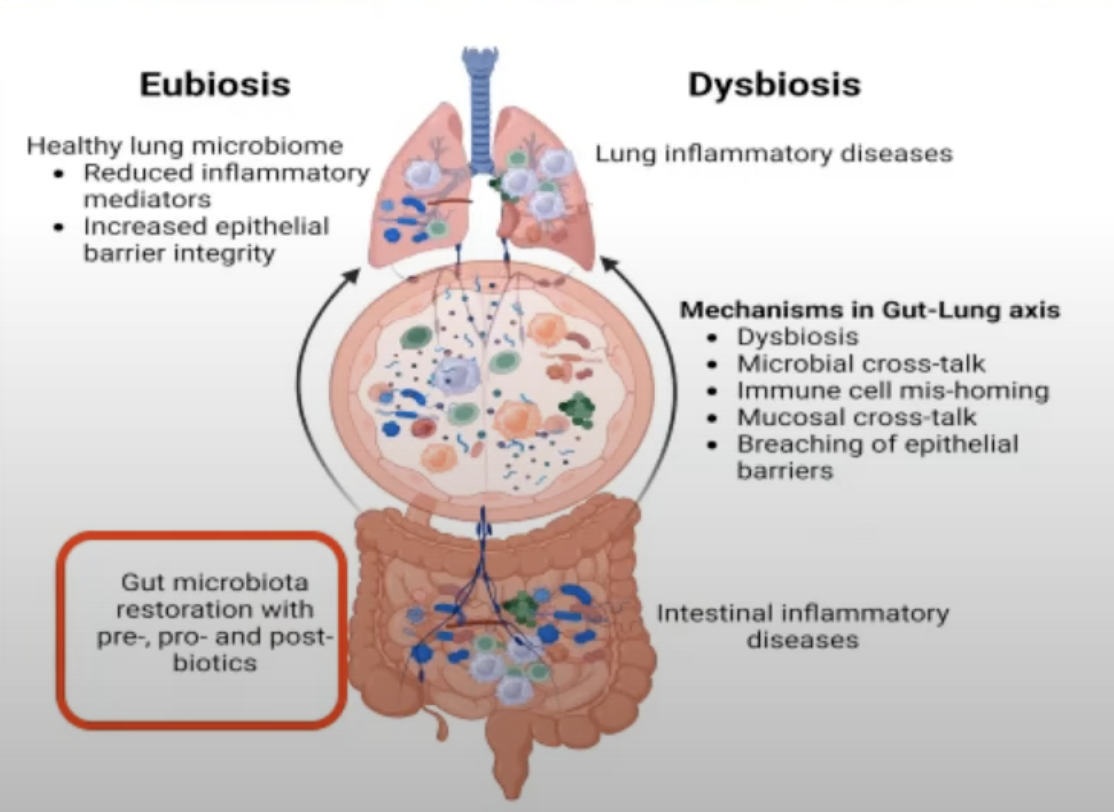 Eubiosis
Healthy lung microbiome
• Reduced inflammatory
mediators
• Increased epithelial
barrier integrity
Gut microbiota
restoration with
pre-, pro- and post-
biotics
Dysbiosis
Lung inflammatory diseases
Mechanisms in Gut-Lung axis
• Dysbiosis
• Microbial cross-talk
• Immune cell mis-homing
• Mucosal cross-talk
• Breaching of epithelial
barriers
Intestinal inflammatory
diseases